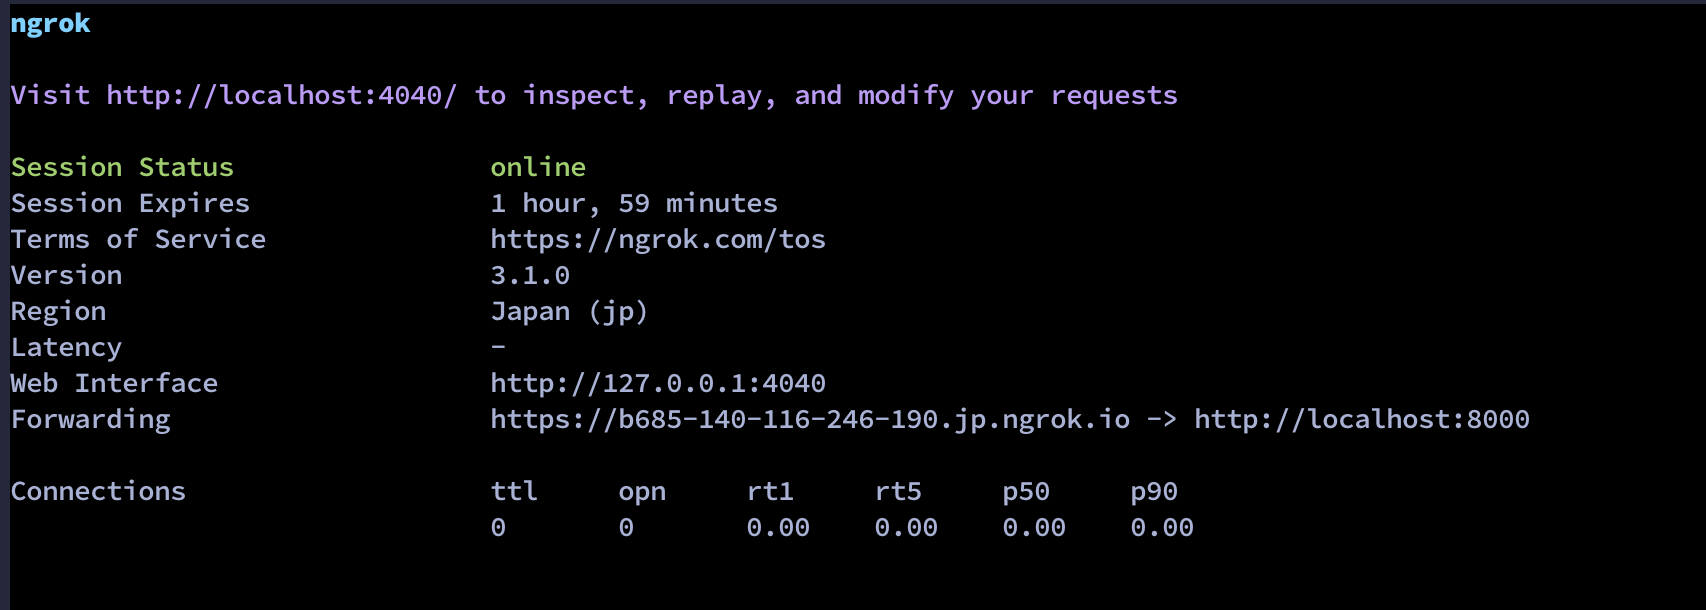 ngrok
Visit http://localhost:4040/ to inspect, replay, and modify your requests
Session Status online
Session Expires 1 hour, 59 minutes
Terms of Service https://ngrok.com/tos
Version 3.1.0
Region Japan (jp)
Latency -
Web Interface http://127.0.0.1:4040
Forwarding https://b685-140-116-246-190.jp.ngrok.io -> http://localhost:8000
Connections ttl opn rt1 rt5 p50 p90
0 0 0.00 0.00 0.00 0.00